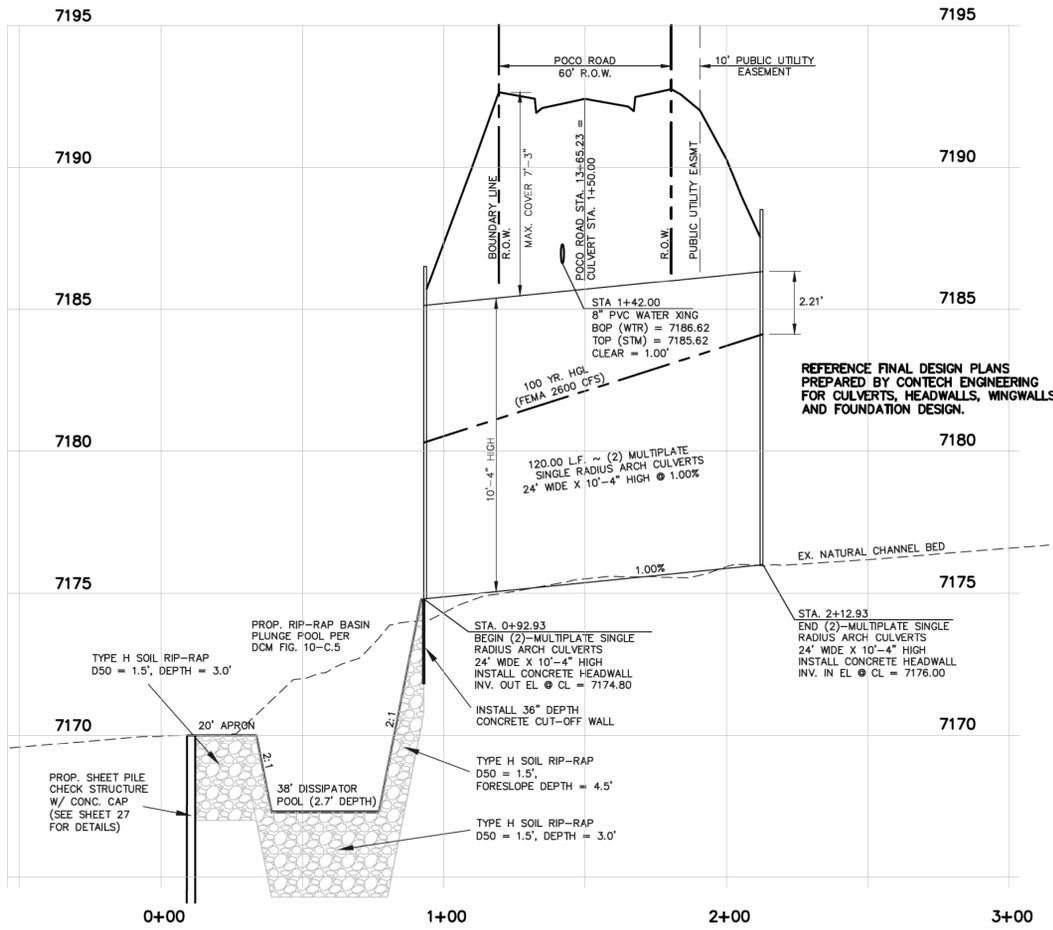 7195
7195
POCO ROAD
60' R.O.W.
10' PUBLIC UTILITY
EASEMENT
7190
7190
BOUNDARY LINE
R.O.W.
MAX. COVER 7'-3"
POCO ROAD STA. 13+65.23 =
CULVERT STA. 1+50.00
R.O.W.
PUBLIC UTILITY EASMT
7185
7185
STA 1+42.00
8" PVC WATER XING
BOP (WTR) = 7186.62
TOP (STM) = 7185.62
CLEAR = 1.00'
2.21'
100 YR. HGL
(FEMA 2600 CFS)
REFERENCE FINAL DESIGN PLANS
PREPARED BY CONTECH ENGINEERING
FOR CULVERTS, HEADWALLS, WINGWALLS
AND FOUNDATION DESIGN.
7180
7180
10'-4" HIGH
120.00 L.F. ~ (2) MULTIPLATE
SINGLE RADIUS ARCH CULVERTS
24' WIDE X 10'-4" HIGH @ 1.00%
EX. NATURAL CHANNEL BED
1.00%
7175
7175
STA. 0+92.93
BEGIN (2)-MULTIPLATE SINGLE
RADIUS ARCH CULVERTS
24' WIDE X 10'-4" HIGH
INSTALL CONCRETE HEADWALL
INV. OUT EL @ CL = 7174.80
STA. 2+12.93
END (2)-MULTIPLATE SINGLE
RADIUS ARCH CULVERTS
24' WIDE X 10'-4" HIGH
INSTALL CONCRETE HEADWALL
INV. IN EL @ CL = 7176.00
PROP. RIP-RAP BASIN
PLUNGE POOL PER
DCM FIG. 10-C.5
TYPE H SOIL RIP-RAP
D50 = 1.5', DEPTH = 3.0'
INSTALL 36" DEPTH
CONCRETE CUT-OFF WALL
7170
7170
20' APRON
2:1
2:1
PROP. SHEET PILE
CHECK STRUCTURE
W/ CONC. CAP
(SEE SHEET 27
FOR DETAILS)
38' DISSIPATOR
POOL (2.7' DEPTH)
TYPE H SOIL RIP-RAP
D50 = 1.5',
FORESLOPE DEPTH = 4.5'
TYPE H SOIL RIP-RAP
D50 = 1.5', DEPTH = 3.0'
0+00
1+00
2+00
3+00